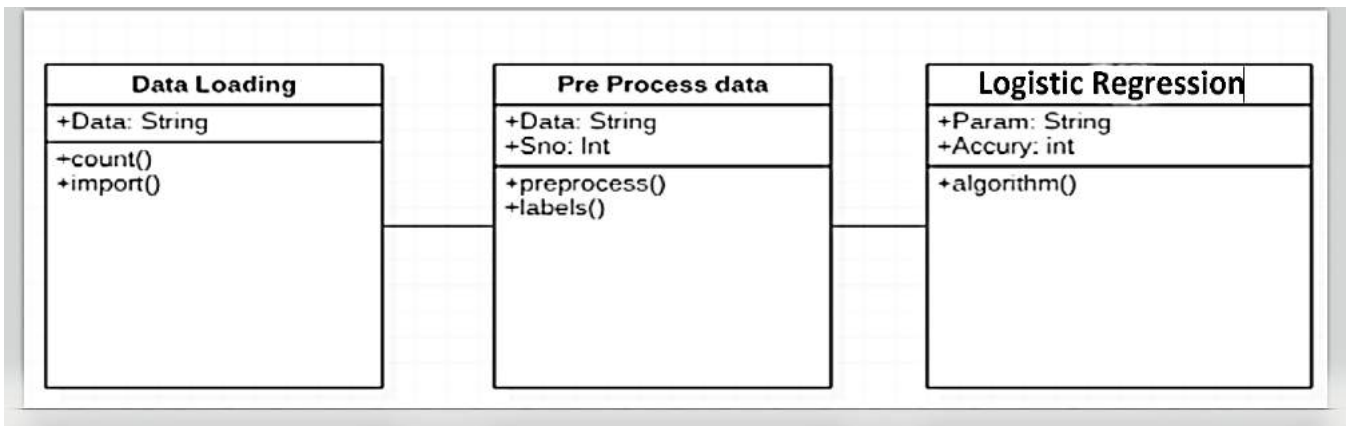 Data Loading
+Data: String
+count()
+import()
Pre Process data
+Data: String
+Sno: Int
+preprocess()
+labels()
Logistic Regression
+Param: String
+Accury: int
+algorithm()